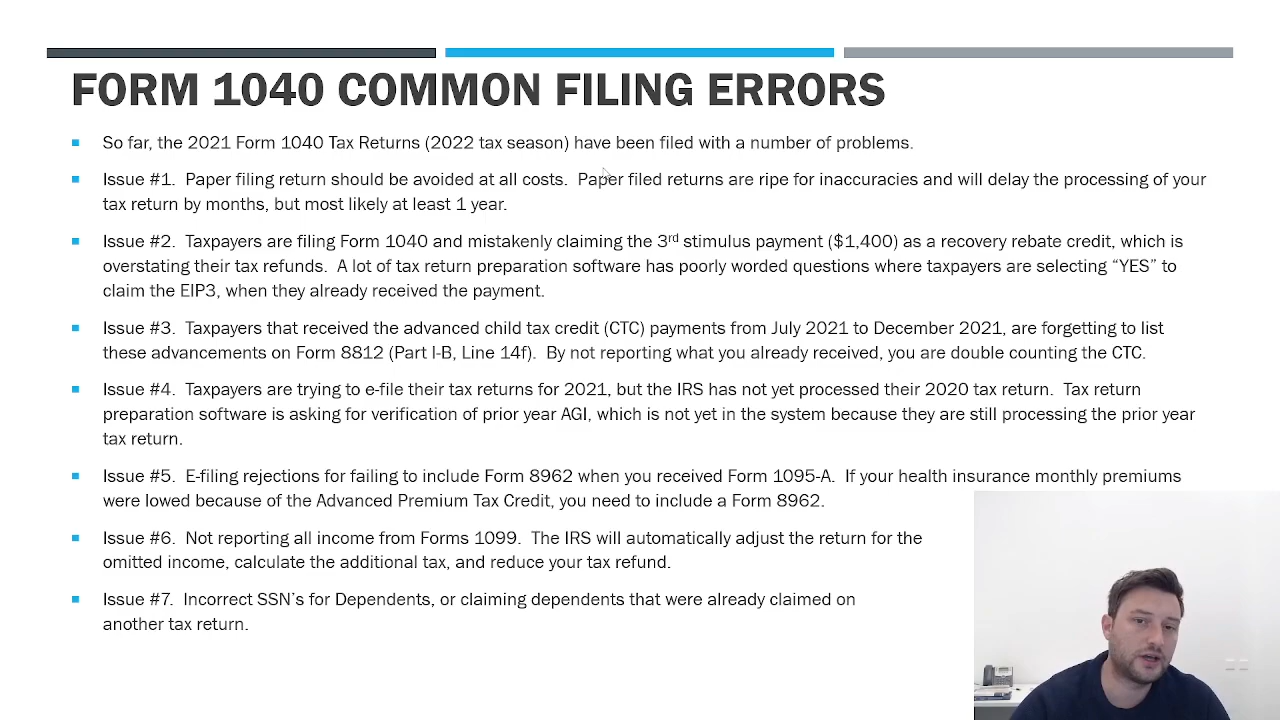 FORM 1040 COMMON FILING ERRORS
So far, the 2021 Form 1040 Tax Returns (2022 tax season) have been filed with a number of problems.
Issue #1. Paper filing return should be avoided at all costs. Paper filed returns are ripe for inaccuracies and will delay the processing of your
tax return by months, but most likely at least 1 year.
Issue #2. Taxpayers are filing Form 1040 and mistakenly claiming the 3rd stimulus payment ($1,400) as a recovery rebate credit, which is
overstating their tax refunds. A lot of tax return preparation software has poorly worded questions where taxpayers are selecting “YES” to
claim the EIP3, when they already received the payment.
Issue #3. Taxpayers that received the advanced child tax credit (CTC) payments from July 2021 to December 2021, are forgetting to list
these advancements on Form 8812 (Part I-B, Line 14f). By not reporting what you already received, you are double counting the CTC.
Issue #4. Taxpayers are trying to e-file their tax returns for 2021, but the IRS has not yet processed their 2020 tax return. Tax return
preparation software is asking for verification of prior year AGI, which is not yet in the system because they are still processing the prior year
tax return.
Issue #5. E-filing rejections for failing to include Form 8962 when you received Form 1095-A. If your health insurance monthly premiums
were lowed because of the Advanced Premium Tax Credit, you need to include a Form 8962.
Issue #6. Not reporting all income from Forms 1099. The IRS will automatically adjust the return for the
omitted income, calculate the additional tax, and reduce your tax refund.
Issue #7. Incorrect SSN’s for Dependents, or claiming dependents that were already claimed on
another tax return.